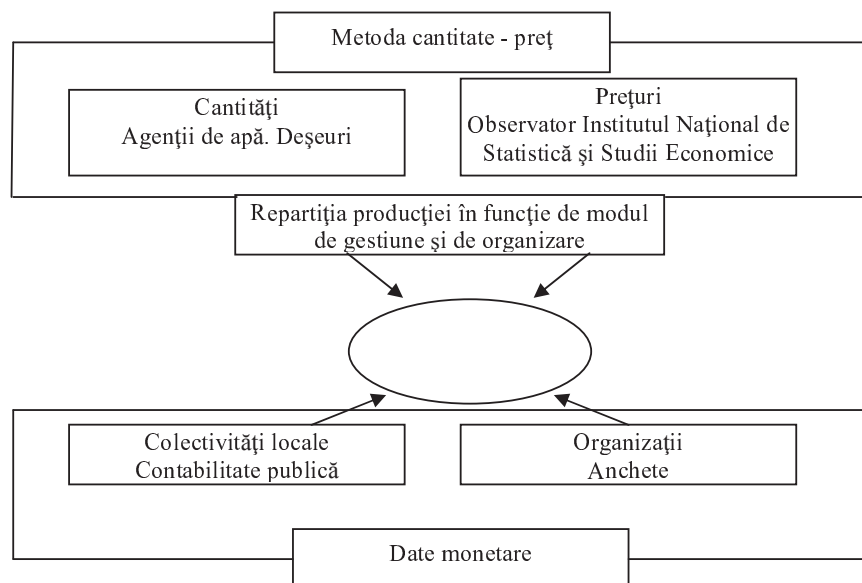 Metoda cantitate - preţ
Cantităţi
Agenţii de apă. Deşeuri
Preţuri
Observator Institutul Naţional de
Statistică şi Studii Economice
Repartiţia producţiei în funcţie de modul
de gestiune şi de organizare
Colectivităţi locale
Contabilitate publică
Organizaţii
Anchete
Date monetare